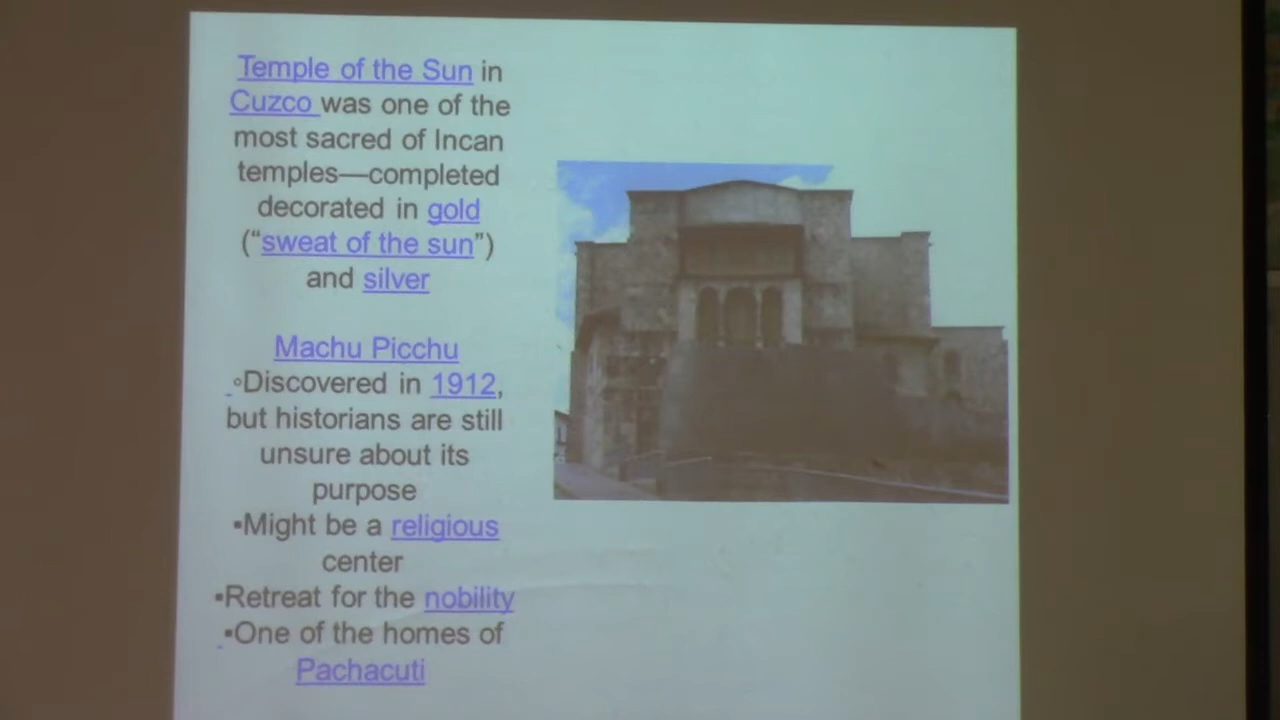 Temple of the Sun in
Cuzco was one of the
most sacred of Incan
temples—completed
decorated in gold
(“sweat of the sun”)
and silver
Machu Picchu
◦Discovered in 1912,
but historians are still
unsure about its
purpose
▪Might be a religious
center
▪Retreat for the nobility
▪One of the homes of
Pachacuti